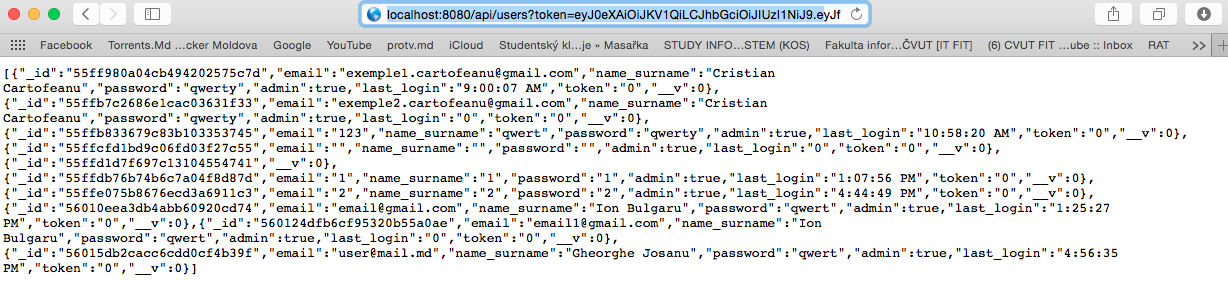 localhost:8080/api/users?token=eyJ0eXAiOiJKV1QiLCJhbGciOiJIUzI1NiJ9.eyJf
Facebook Torrents.Md ...cker Moldova Google YouTube protv.md iCloud Studentský kl...je » Masařka STUDY INFO...STEM (KOS) Fakulta infor...ČVUT [IT FIT] (6) CVUT FIT ...ube :: Inbox RAT >> +
[{"_id":"55ff980a04cb494202575c7d","email":"exemple1.cartofeanu@gmail.com","name_surname":"Cristian
Cartofeanu","password":"qwerty","admin":true,"last_login":"9:00:07 AM","token":"0","__v":0},
{"_id":"55ffb7c2686e1cac03631f33","email":"exemple2.cartofeanu@gmail.com","name_surname":"Cristian
Cartofeanu","password":"qwerty","admin":true,"last_login":"0","token":"0","__v":0},
{"_id":"55ffb833679c83b103353745","email":"123","name_surname":"qwert","password":"qwerty","admin":true,"last_login":"10:58:20 AM","token":"0","__v":0},
{"_id":"55ffcfd1bd9c06fd03f27c55","email":"","name_surname":"","password":"","admin":true,"last_login":"0","token":"0","__v":0},
{"_id":"55ffd1d7f697c13104554741","__v":0},
{"_id":"55ffdb76b74b6c7a04f8d87d","email":"1","name_surname":"1","password":"1","admin":true,"last_login":"1:07:56 PM","token":"0","__v":0},
{"_id":"55ffe075b8676ecd3a6911c3","email":"2","name_surname":"2","password":"2","admin":true,"last_login":"4:44:49 PM","token":"0","__v":0},
{"_id":"56010eea3db4abb60920cd74","email":"email@gmail.com","name_surname":"Ion Bulgaru","password":"qwert","admin":true,"last_login":"1:25:27
PM","token":"0","__v":0},{"_id":"560124dfb6cf95320b55a0ae","email":"email1@gmail.com","name_surname":"Ion
Bulgaru","password":"qwert","admin":true,"last_login":"0","token":"0","__v":0},
{"_id":"56015db2cacc6cdd0cf4b39f","email":"user@mail.md","name_surname":"Gheorghe Josanu","password":"qwert","admin":true,"last_login":"4:56:35
PM","token":"0","__v":0}]